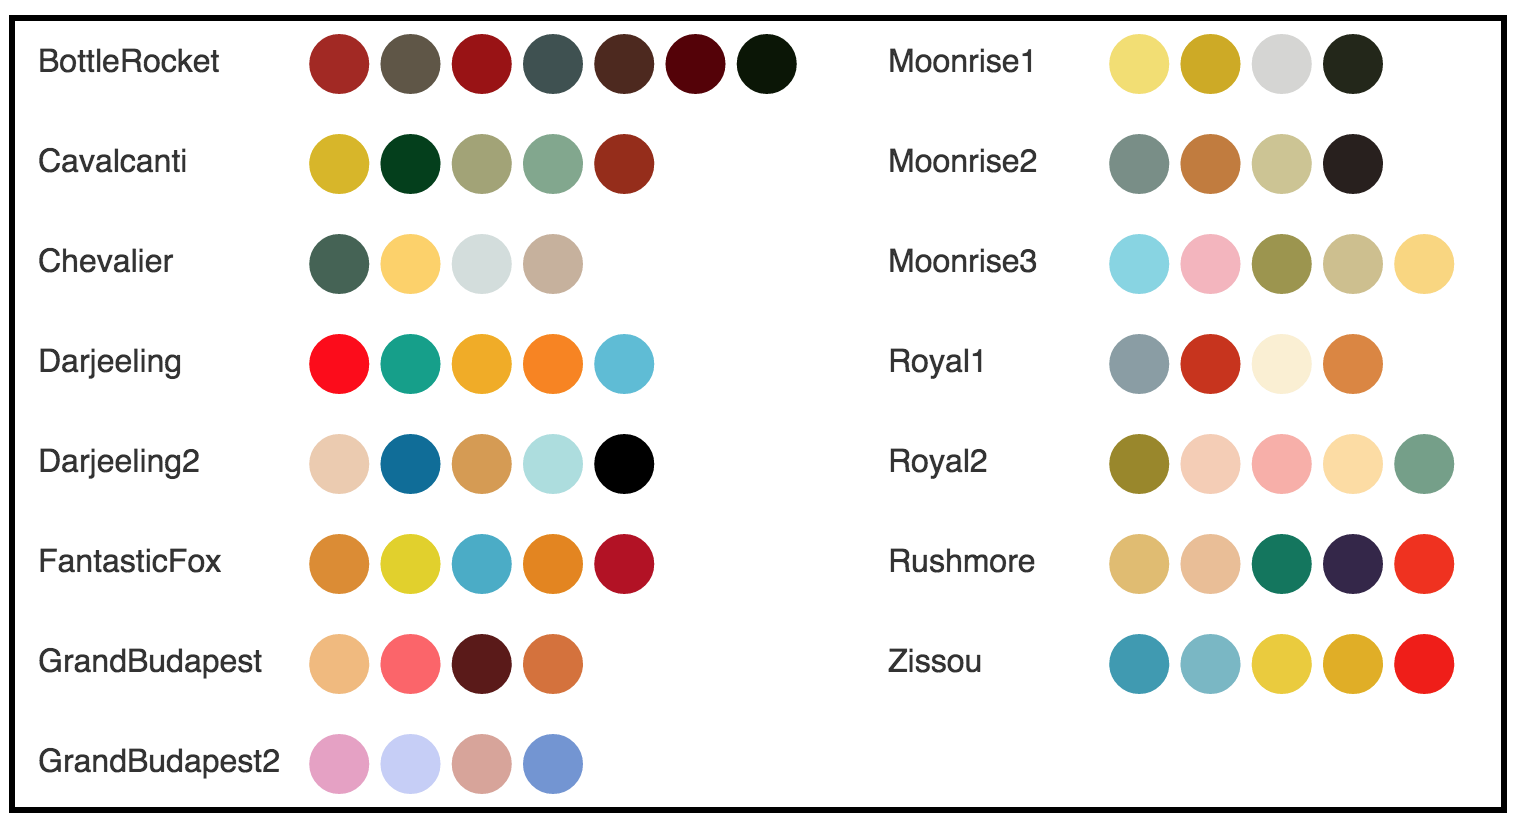 BottleRocket
Cavalcanti
Chevalier
Darjeeling
Darjeeling2
FantasticFox
GrandBudapest
GrandBudapest2
Moonrise1
Moonrise2
Moonrise3
Royal1
Royal2
Rushmore
Zissou